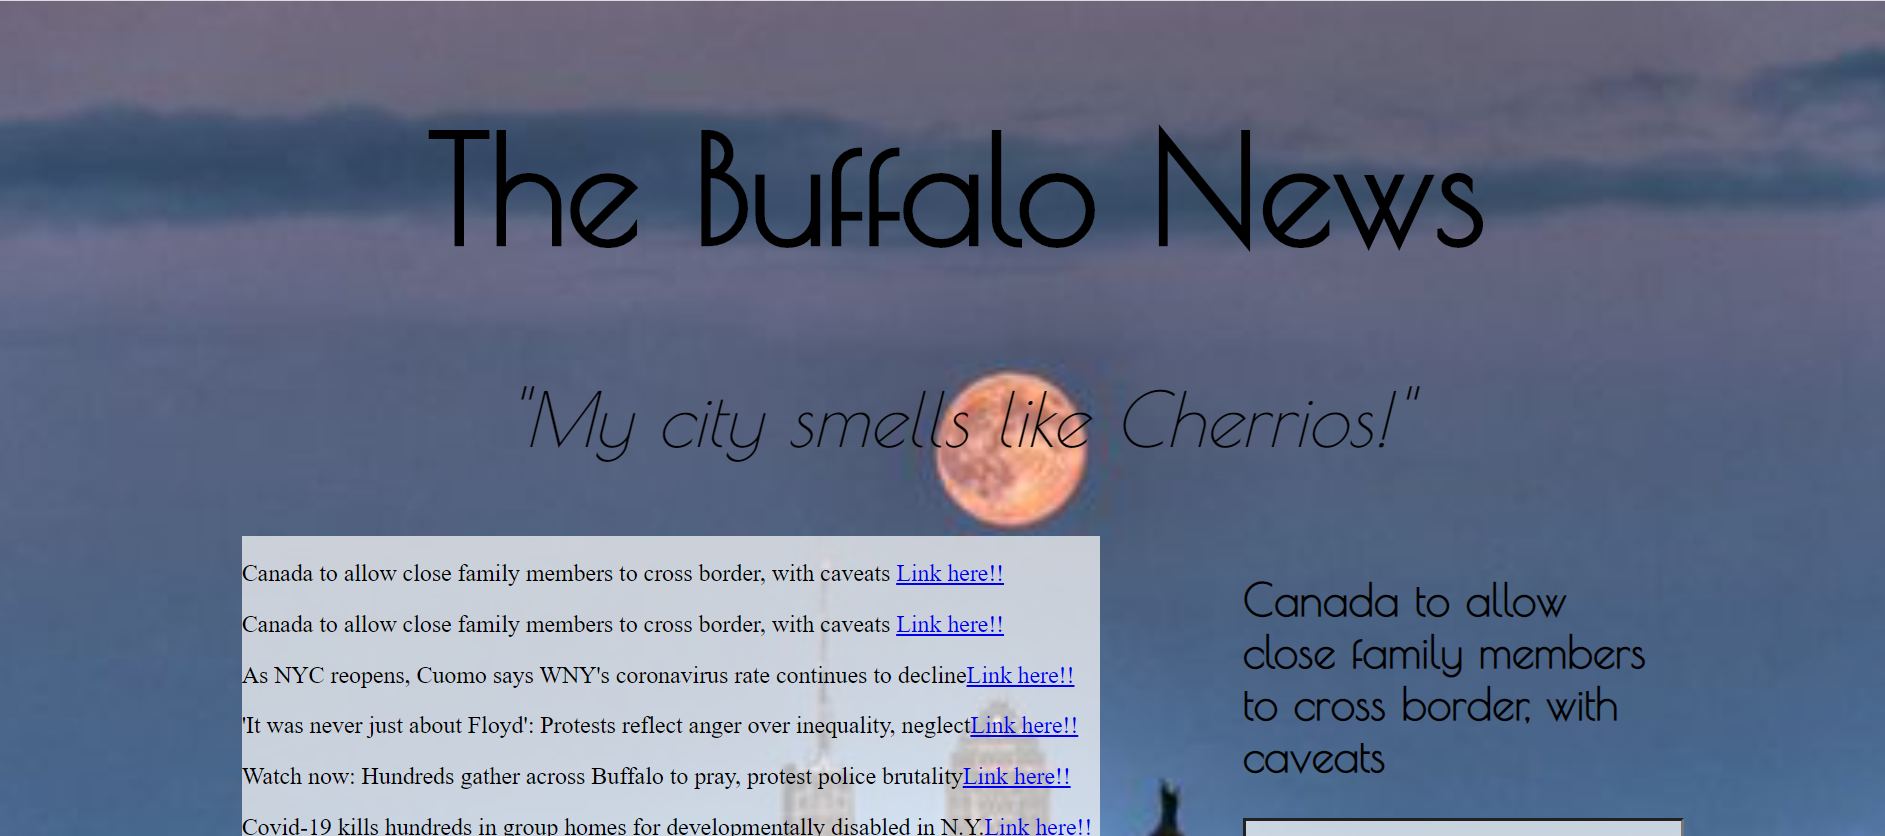 The Buffalo News
"My city smells like Cherrios!"
Canada to allow close family members to cross border, with caveats Link here!!
Canada to allow close family members to cross border, with caveats Link here!!
As NYC reopens, Cuomo says WNY's coronavirus rate continues to declineLink here!!
'It was never just about Floyd': Protests reflect anger over inequality, neglectLink here!!
Watch now: Hundreds gather across Buffalo to pray, protest police brutalityLink here!!
Covid-19 kills hundreds in group homes for developmentally disabled in N.Y.Link here!!
Canada to allow
close family members
to cross border, with
caveats